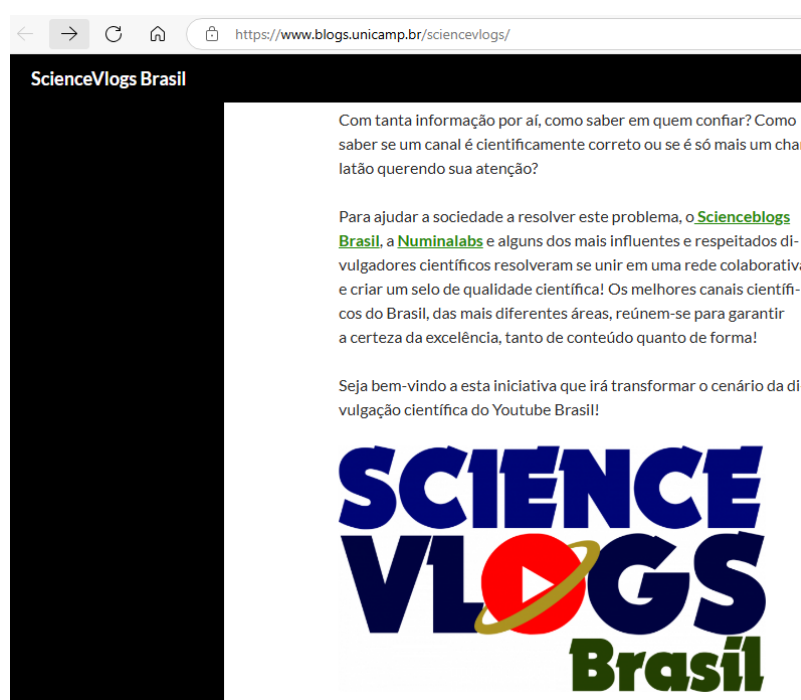 https://www.blogs.unicamp.br/sciencevlogs/
ScienceVlogs Brasil
Com tanta informação por aí, como saber em quem confiar? Como
saber se um canal é cientificamente correto ou se é só mais um char
latão querendo sua atenção?
Para ajudar a sociedade a resolver este problema, o Scienceblogs
Brasil, a Numinalabs e alguns dos mais influentes e respeitados di-
vulgadores científicos resolveram se unir em uma rede colaborativa
e criar um selo de qualidade científica! Os melhores canais científi-
cos do Brasil, das mais diferentes áreas, reúnem-se para garantir
a certeza da excelência, tanto de conteúdo quanto de forma!
Seja bem-vindo a esta iniciativa que irá transformar o cenário da di-
vulgação científica do Youtube Brasil!
SCIENCE
VLOGS
Brasil